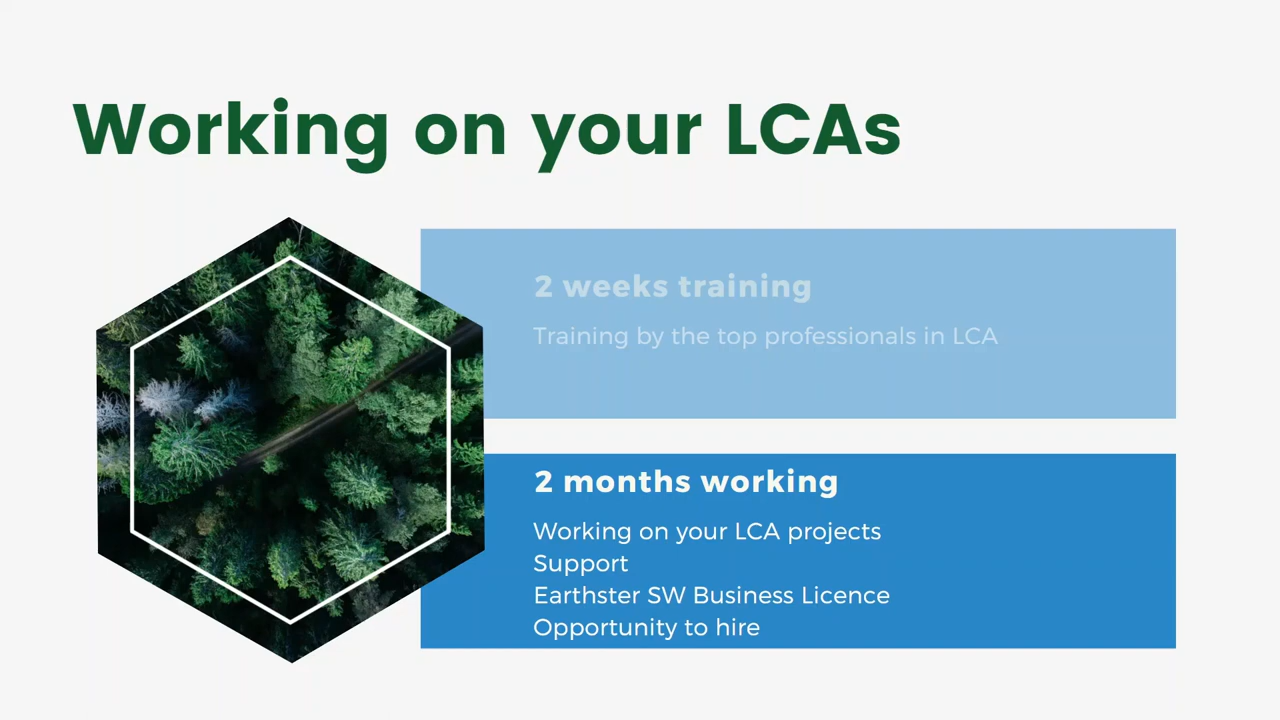 Working on your LCAs
2 weeks training
Training by the top professionals in LCA
2 months working
Working on your LCA projects
Support
Earthster SW Business Licence
Opportunity to hire